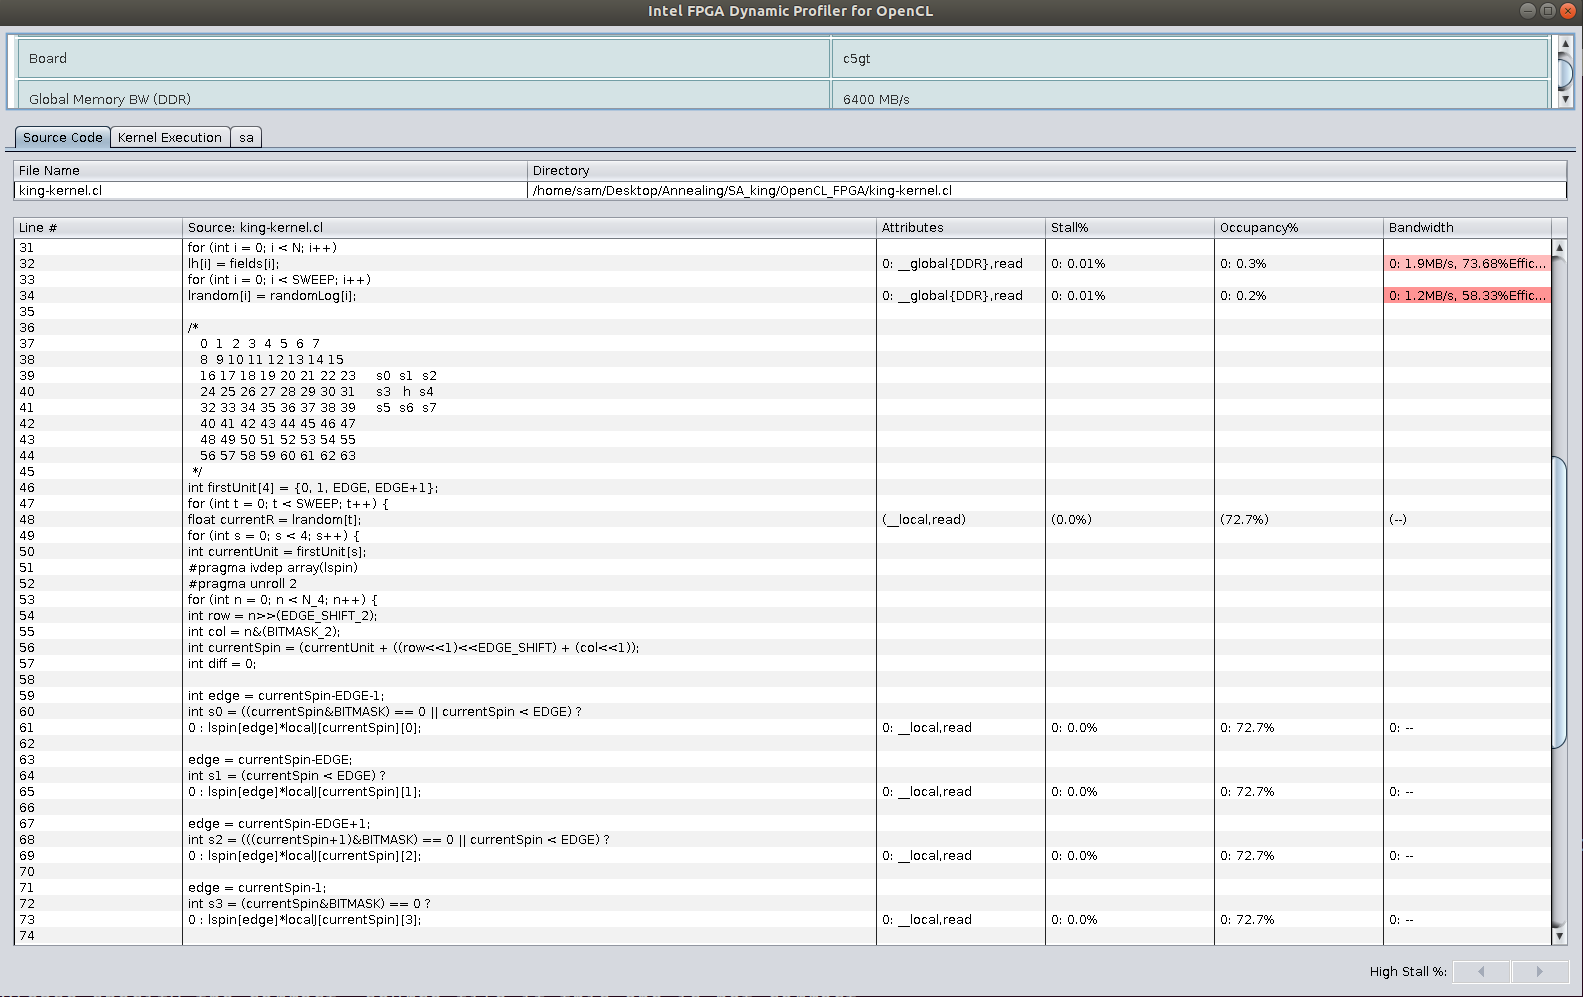 Intel FPGA Dynamic Profiler for OpenCL
Board c5gt
Global Memory BW (DDR) 6400 MB/s
Source Code Kernel Execution sa
File Name Directory
king-kernel.cl /home/sam/Desktop/Annealing/SA_king/OpenCL_FPGA/king-kernel.cl
Line # Source: king-kernel.cl Attributes Stall% Occupancy% Bandwidth
31 for (int i = 0; i < N; i++)
32 lh[i] = fields[i]; 0: __global{DDR},read 0: 0.01% 0: 0.3% 0: 1.9MB/s, 73.68%Effic...
33 for (int i = 0; i < SWEEP; i++)
34 lrandom[i] = randomLog[i]; 0: __global{DDR},read 0: 0.01% 0: 0.2% 0: 1.2MB/s, 58.33%Effic...
35
36 /*
37 0 1 2 3 4 5 6 7
38 8 9 10 11 12 13 14 15
39 16 17 18 19 20 21 22 23 s0 s1 s2
40 24 25 26 27 28 29 30 31 s3 h s4
41 32 33 34 35 36 37 38 39 s5 s6 s7
42 40 41 42 43 44 45 46 47
43 48 49 50 51 52 53 54 55
44 56 57 58 59 60 61 62 63
45 */
46 int firstUnit[4] = {0, 1, EDGE, EDGE+1};
47 for (int t = 0; t < SWEEP; t++) {
48 float currentR = lrandom[t]; (__local,read) (0.0%) (72.7%) (--)
49 for (int s = 0; s < 4; s++) {
50 int currentUnit = firstUnit[s];
51 #pragma ivdep array(lspin)
52 #pragma unroll 2
53 for (int n = 0; n < N_4; n++) {
54 int row = n>>(EDGE_SHIFT_2);
55 int col = n&(BITMASK_2);
56 int currentSpin = (currentUnit + ((row<<1)<<EDGE_SHIFT) + (col<<1));
57 int diff = 0;
58
59 int edge = currentSpin-EDGE-1;
60 int s0 = ((currentSpin&BITMASK) == 0 || currentSpin < EDGE) ?
61 0 : lspin[edge]*localJ[currentSpin][0]; 0: __local,read 0: 0.0% 0: 72.7% 0: --
62
63 edge = currentSpin-EDGE;
64 int s1 = (currentSpin < EDGE) ?
65 0 : lspin[edge]*localJ[currentSpin][1]; 0: __local,read 0: 0.0% 0: 72.7% 0: --
66
67 edge = currentSpin-EDGE+1;
68 int s2 = (((currentSpin+1)&BITMASK) == 0 || currentSpin < EDGE) ?
69 0 : lspin[edge]*localJ[currentSpin][2]; 0: __local,read 0: 0.0% 0: 72.7% 0: --
70
71 edge = currentSpin-1;
72 int s3 = (currentSpin&BITMASK) == 0 ?
73 0 : lspin[edge]*localJ[currentSpin][3]; 0: __local,read 0: 0.0% 0: 72.7% 0: --
74
High Stall %: